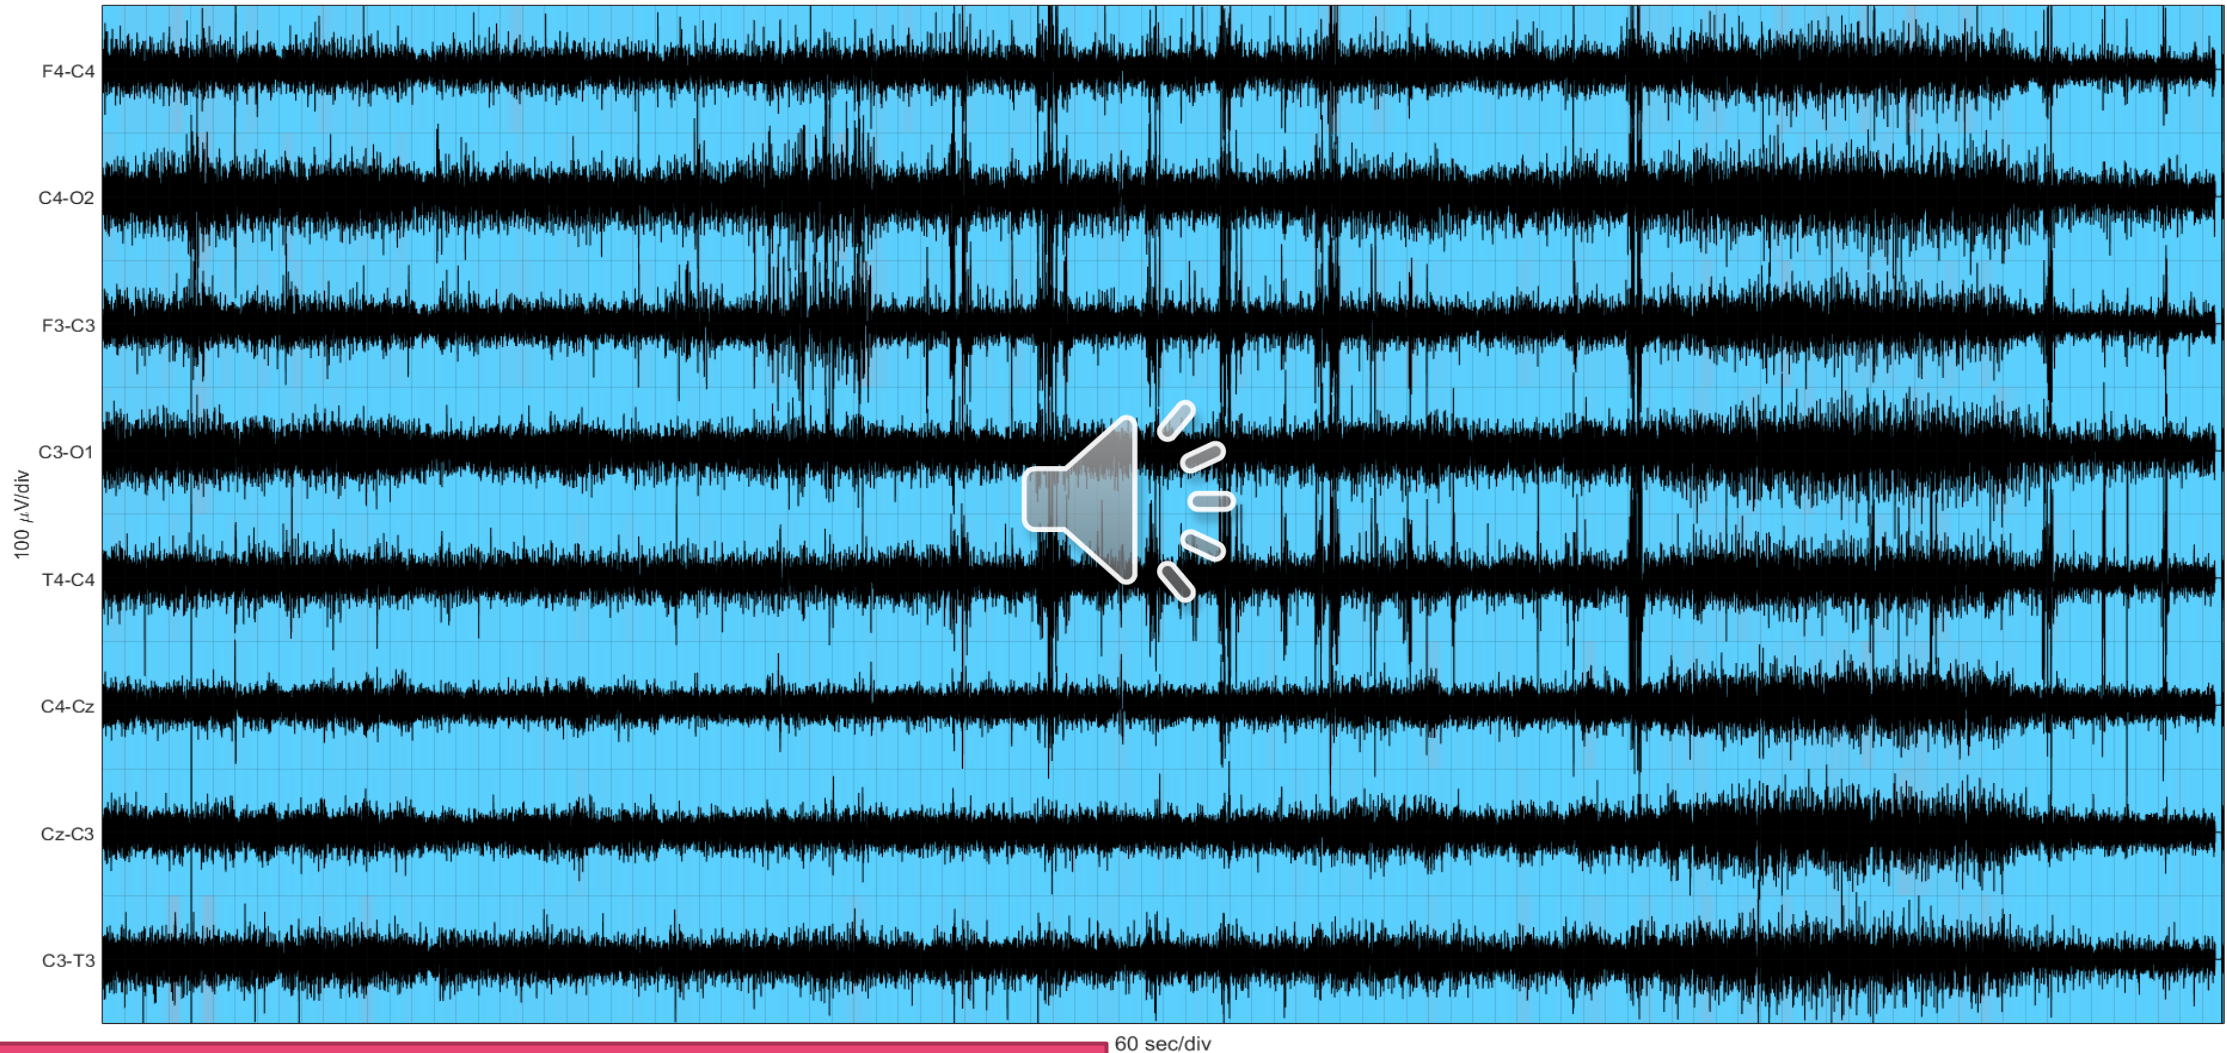 F4-C4
C4-O2
F3-C3
C3-O1
100 μV/div
T4-C4
C4-Cz
Cz-C3
C3-T3
60 sec/div